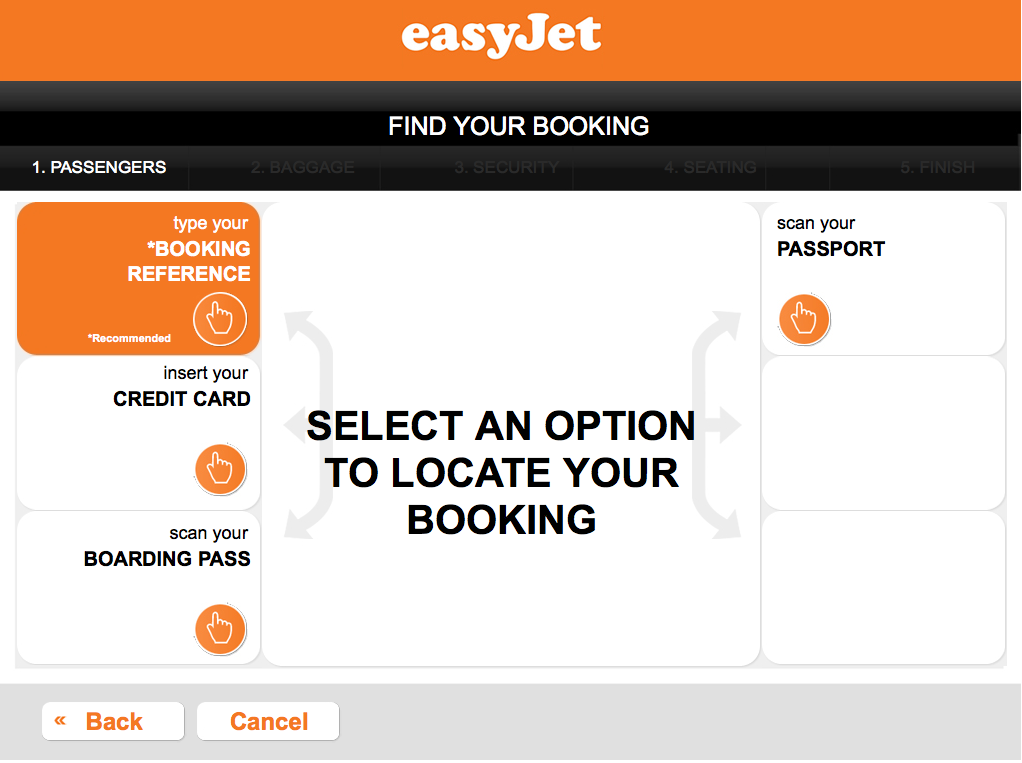 easyJet
FIND YOUR BOOKING
1. PASSENGERS 2. BAGGAGE 3. SECURITY 4. SEATING 5. FINISH
type your
*BOOKING
REFERENCE
*Recommended
insert your
CREDIT CARD
scan your
BOARDING PASS
SELECT AN OPTION
TO LOCATE YOUR
BOOKING
scan your
PASSPORT
« Back
Cancel